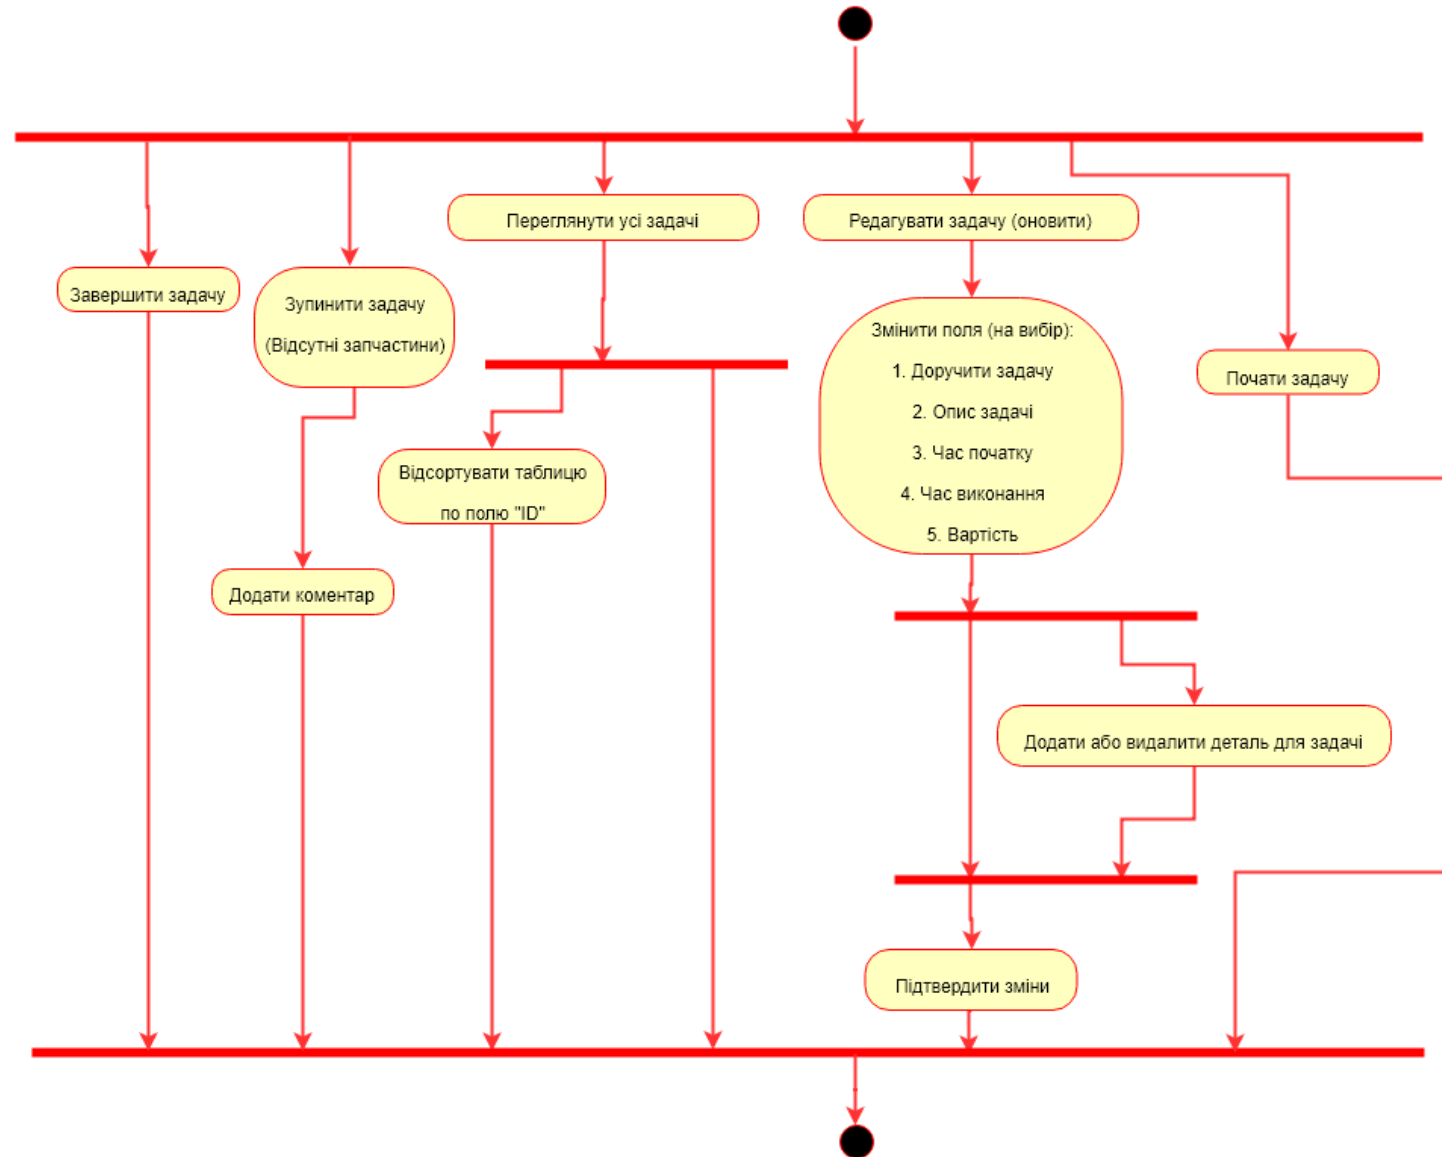 Переглянути усі задачі
Редагувати задачу (оновити)
Завершити задачу
Зупинити задачу
(Відсутні запчастини)
Змінити поля (на вибір):
1. Доручити задачу
2. Опис задачі
3. Час початку
4. Час виконання
5. Вартість
Почати задачу
Відсортувати таблицю
по полю "ID"
Додати коментар
Додати або видалити деталь для задачі
Підтвердити зміни